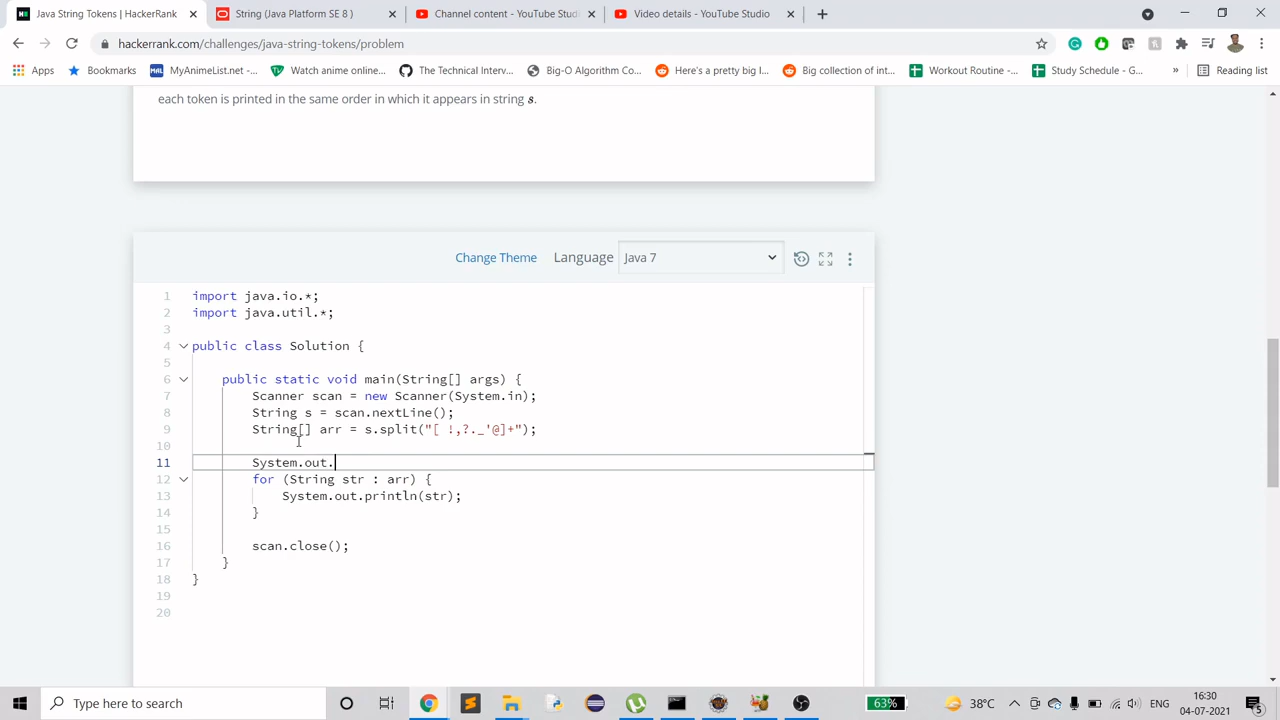 Java String Tokens | HackerRank
String (Java Platform SE 8 )
Channel content - YouTube Studi
Video details - YouTube Studio
hackerrank.com/challenges/java-string-tokens/problem
Apps
Bookmarks
MyAnimeList.net -...
Watch anime online...
The Technical Interv...
Big-O Algorithm Co...
Here's a pretty big l...
Big collection of int...
Workout Routine -...
Study Schedule - G...
»
Reading list
each token is printed in the same order in which it appears in string s.
Change Theme
Language
Java 7
1 import java.io.*;
2 import java.util.*;
3
4 public class Solution {
5
6 public static void main(String[] args) {
7 Scanner scan = new Scanner(System.in);
8 String s = scan.nextLine();
9 String[] arr = s.split("[ !,?._'@]+");
10
11 System.out.
12 for (String str : arr) {
13 System.out.println(str);
14 }
15
16 scan.close();
17 }
18 }
19
20
Type here to search
63%
38°C
ENG
16:30
04-07-2021
5